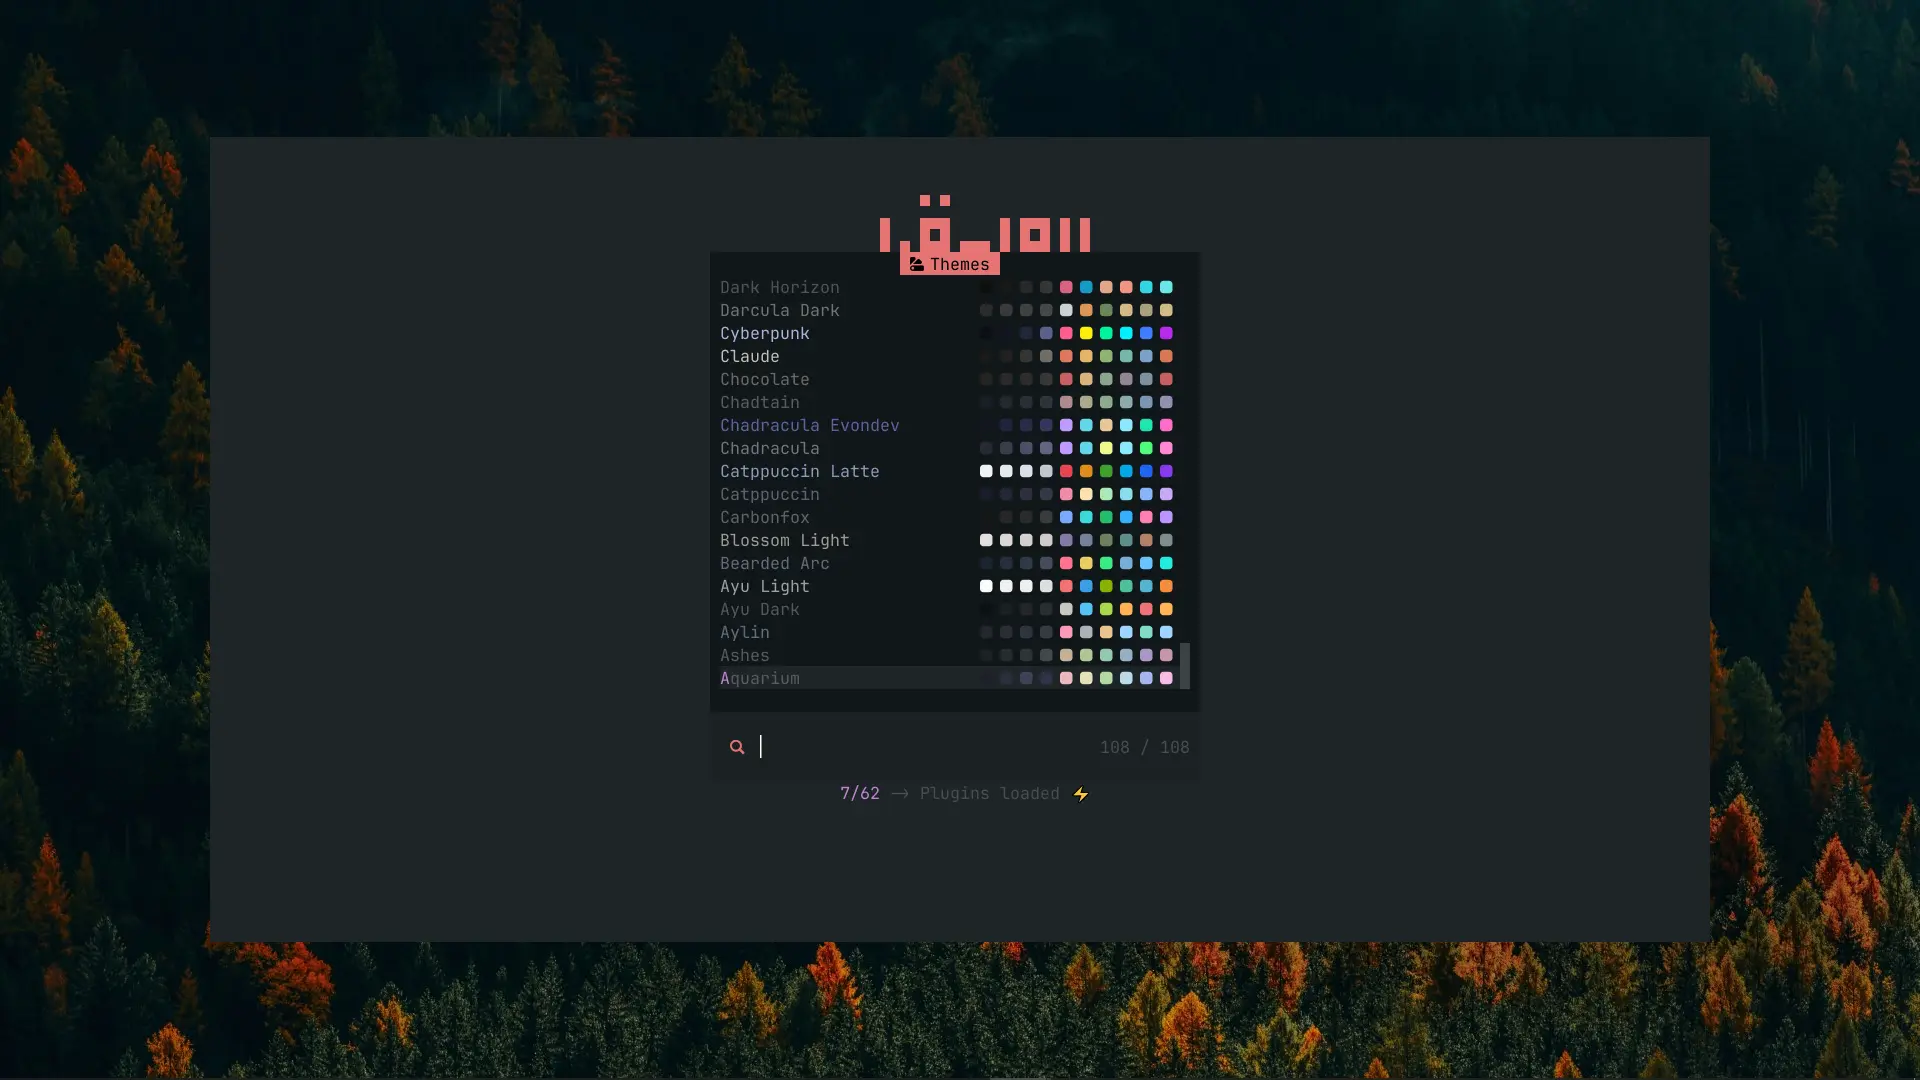 Themes
Dark Horizon
Darcula Dark
Cyberpunk
Claude
Chocolate
Chadtain
Chadracula Evondev
Chadracula
Catppuccin Latte
Catppuccin
Carbonfox
Blossom Light
Bearded Arc
Ayu Light
Ayu Dark
Aylin
Ashes
Aquarium
108 / 108
7/62 → Plugins loaded ⚡